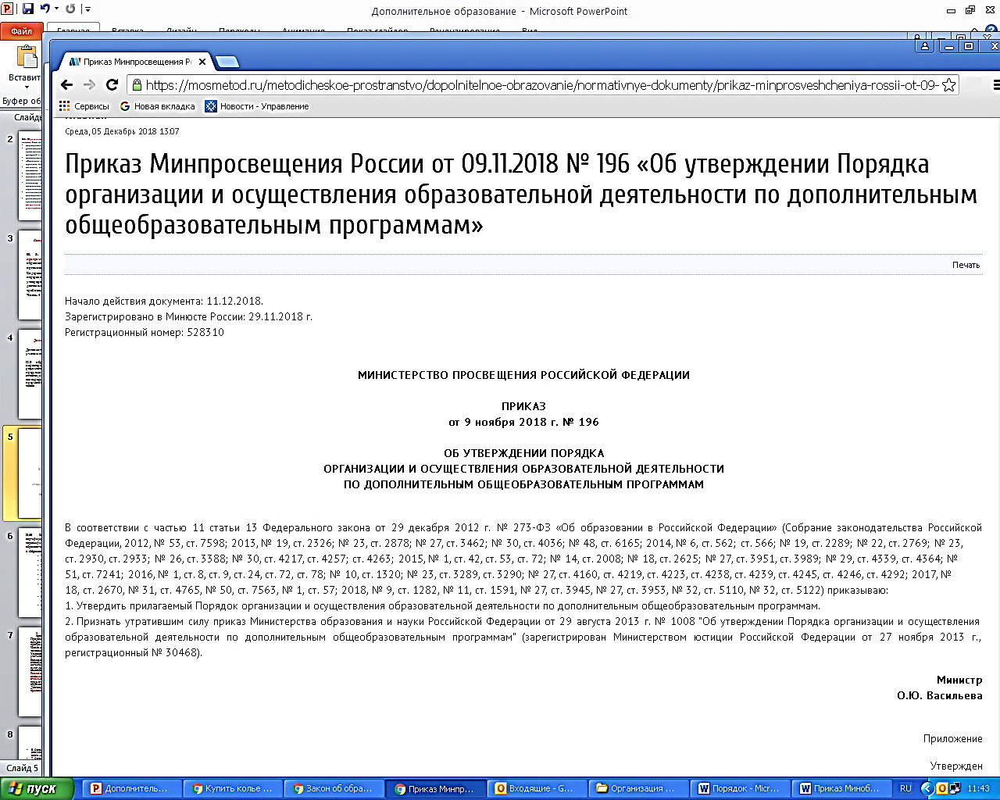 Дополнительное образование - Microsoft PowerPoint
Файл
Главная Вставка Дизайн Переходы Анимация Показ слайдов Рецензирование Вид
Вставит
Буфер об
Слайды
Приказ Минпросвещения Ро
https://mosmetod.ru/metodicheskoe-prostranstvo/dopolnitelnoe-obrazovanie/normativnye-dokumenty/prikaz-minprosveshcheniya-rossii-ot-09-
Сервисы Новая вкладка Новости - Управление
Среда, 05 Декабрь 2018 13:07
Приказ Минпросвещения России от 09.11.2018 № 196 «Об утверждении Порядка
организации и осуществления образовательной деятельности по дополнительным
общеобразовательным программам»
Печать
Начало действия документа: 11.12.2018.
Зарегистрировано в Минюсте России: 29.11.2018 г.
Регистрационный номер: 528310
МИНИСТЕРСТВО ПРОСВЕЩЕНИЯ РОССИЙСКОЙ ФЕДЕРАЦИИ
ПРИКАЗ
от 9 ноября 2018 г. № 196
ОБ УТВЕРЖДЕНИИ ПОРЯДКА
ОРГАНИЗАЦИИ И ОСУЩЕСТВЛЕНИЯ ОБРАЗОВАТЕЛЬНОЙ ДЕЯТЕЛЬНОСТИ
ПО ДОПОЛНИТЕЛЬНЫМ ОБЩЕОБРАЗОВАТЕЛЬНЫМ ПРОГРАММАМ
В соответствии с частью 11 статьи 13 Федерального закона от 29 декабря 2012 г. № 273-ФЗ «Об образовании в Российской Федерации» (Собрание законодательства Российской
Федерации, 2012, № 53, ст. 7598; 2013, № 19, ст. 2326; № 23, ст. 2878; № 27, ст. 3462; № 30, ст. 4036; № 48, ст. 6165; 2014, № 6, ст. 562; ст. 566; № 19, ст. 2289; № 22, ст. 2769; № 23,
ст. 2930, ст. 2933; № 26, ст. 3388; № 30, ст. 4217, ст. 4257; ст. 4263; 2015, № 1, ст. 42, ст. 53, ст. 72; № 14, ст. 2008; № 18, ст. 2625; № 27, ст. 3951, ст. 3989; № 29, ст. 4339, ст. 4364; №
51, ст. 7241; 2016, № 1, ст. 8, ст. 9, ст. 24, ст. 72, ст. 78; № 10, ст. 1320; № 23, ст. 3289, ст. 3290; № 27, ст. 4160, ст. 4219, ст. 4223, ст. 4238, ст. 4239, ст. 4245, ст. 4246, ст. 4292; 2017, №
18, ст. 2670, № 31, ст. 4765, № 50, ст. 7563, № 1, ст. 57; 2018, № 9, ст. 1282, № 11, ст. 1591, № 27, ст. 3945, № 27, ст. 3953, № 32, ст. 5110, № 32, ст. 5122) приказываю:
1. Утвердить прилагаемый Порядок организации и осуществления образовательной деятельности по дополнительным общеобразовательным программам.
2. Признать утратившим силу приказ Министерства образования и науки Российской Федерации от 29 августа 2013 г. № 1008 "Об утверждении Порядка организации и осуществления
образовательной деятельности по дополнительным общеобразовательным программам" (зарегистрирован Министерством юстиции Российской Федерации от 27 ноября 2013 г.,
регистрационный № 30468).
Министр
О.Ю. Васильева
Приложение
Утвержден
2
3
4
5
6
7
8
Слайд 5
пуск Дополнитель... Купить колье ... Закон об обра... Приказ Минпр... Входящие - G... Организация ... Порядок - Micr... Приказ Миноб... RU 11:43